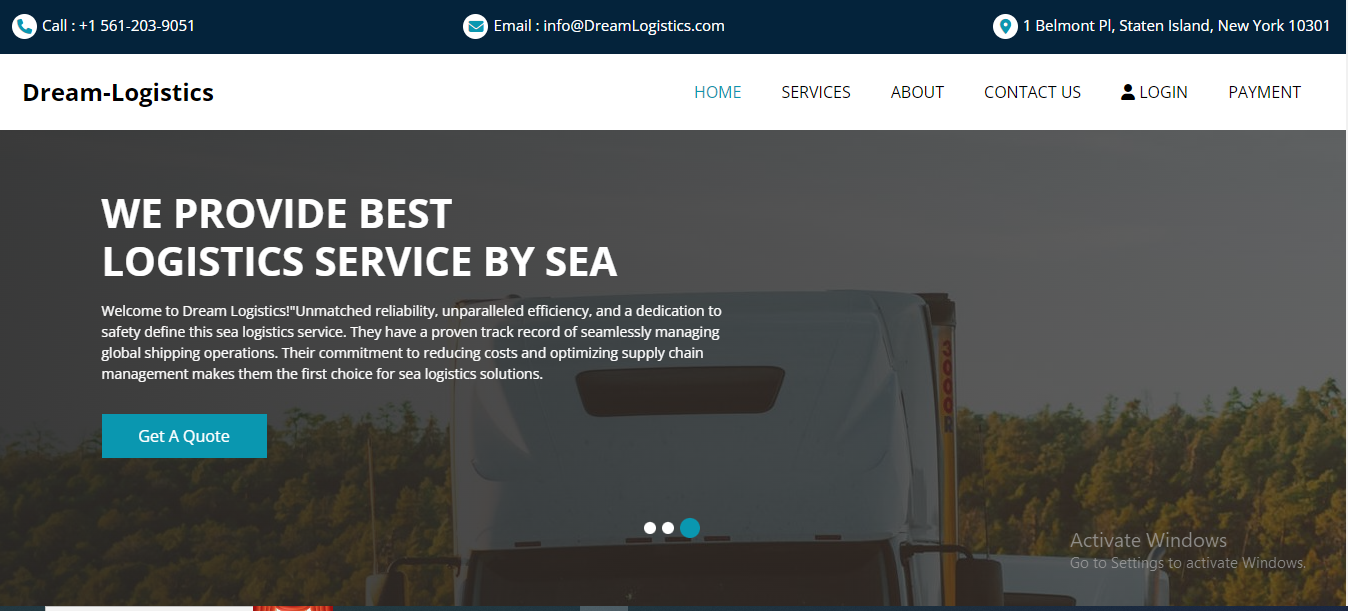 Call : +1 561-203-9051
Email : info@DreamLogistics.com
1 Belmont Pl, Staten Island, New York 10301
Dream-Logistics
HOME
SERVICES
ABOUT
CONTACT US
LOGIN
PAYMENT
WE PROVIDE BEST
LOGISTICS SERVICE BY SEA
Welcome to Dream Logistics!"Unmatched reliability, unparalleled efficiency, and a dedication to
safety define this sea logistics service. They have a proven track record of seamlessly managing
global shipping operations. Their commitment to reducing costs and optimizing supply chain
management makes them the first choice for sea logistics solutions.
3000R
Get A Quote
Activate Windows
Go to Settings to activate Windows.